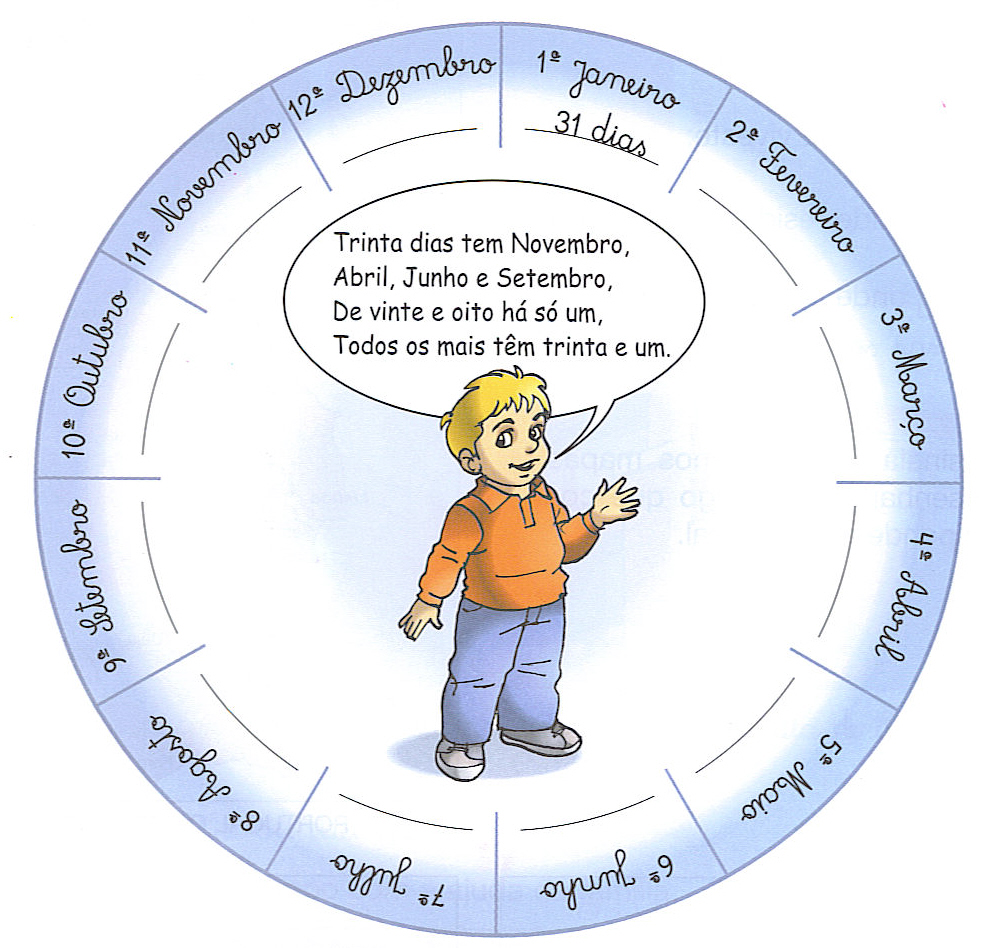 1º Janeiro
31 dias
2º Fevereiro
3º Março
4º Abril
5º Maio
6º Junho
7º Julho
8º Agosto
9º Setembro
10º Outubro
11º Novembro
12º Dezembro
Trinta dias tem Novembro,
Abril, Junho e Setembro,
De vinte e oito há só um,
Todos os mais têm trinta e um.